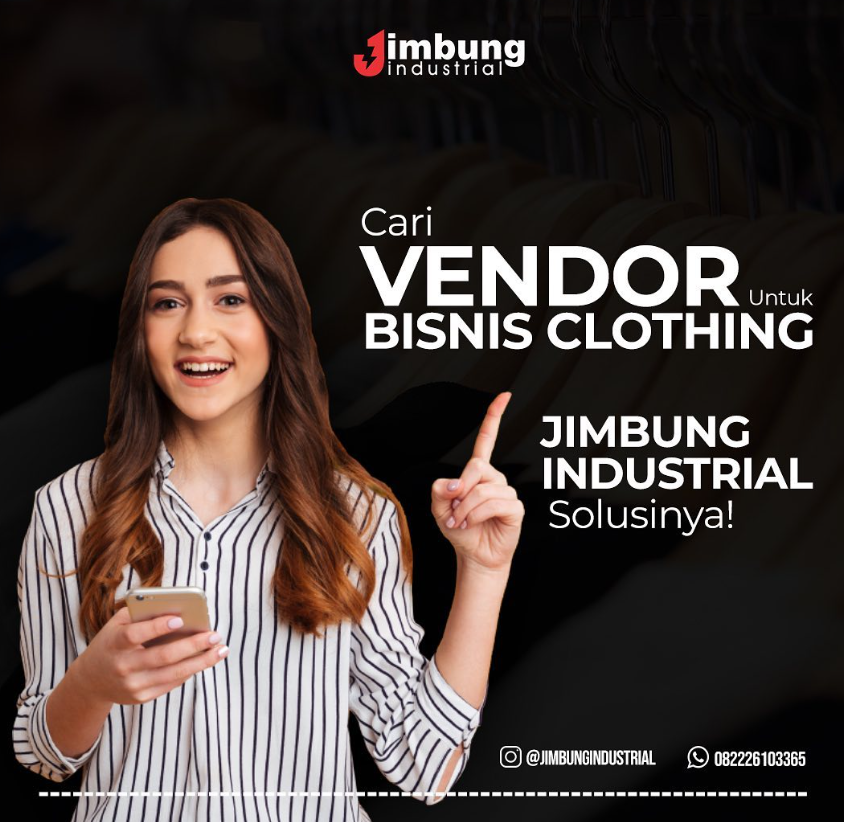 Jimbung
industrial
Cari
VENDOR Untuk
BISNIS CLOTHING
JIMBUNG
INDUSTRIAL
Solusinya!
@JIMBUNGINDUSTRIAL 082226103365